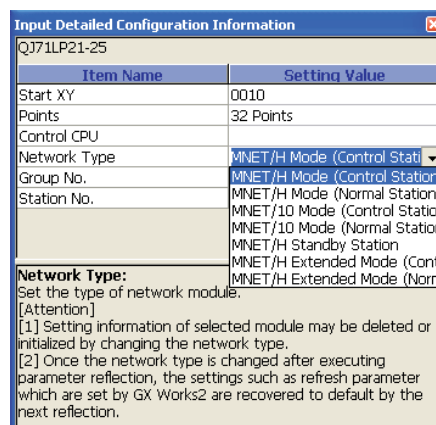 Input Detailed Configuration Information
QJ71LP21-25
Item Name Setting Value
Start XY 0010
Points 32 Points
Control CPU
Network Type MNET/H Mode (Control Stati
Group No. MNET/H Mode (Control Station
Station No. MNET/H Mode (Normal Station
MNET/10 Mode (Control Statio
MNET/10 Mode (Normal Statio
MNET/H Standby Station
MNET/H Extended Mode (Cont
MNET/H Extended Mode (Norr
Network Type:
Set the type of network module.
[Attention]
[1] Setting information of selected module may be deleted or
initialized by changing the network type.
[2] Once the network type is changed after executing
parameter reflection, the settings such as refresh parameter
which are set by GX Works2 are recovered to default by the
next reflection.